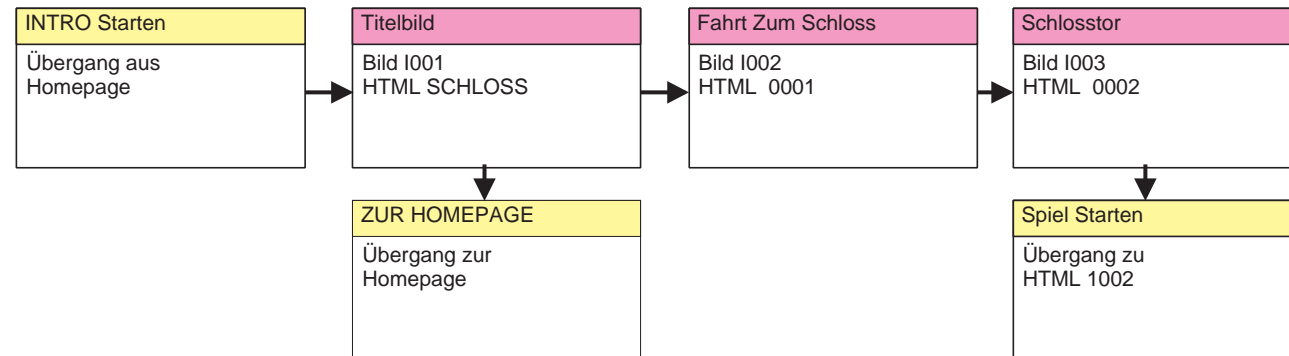 INTRO Starten
Übergang aus
Homepage
Titelbild
Bild I001
HTML SCHLOSS
Fahrt Zum Schloss
Bild I002
HTML  0001
Schlosstor
Bild I003
HTML  0002
ZUR HOMEPAGE
Übergang zur
Homepage
Spiel Starten
Übergang zu
HTML 1002